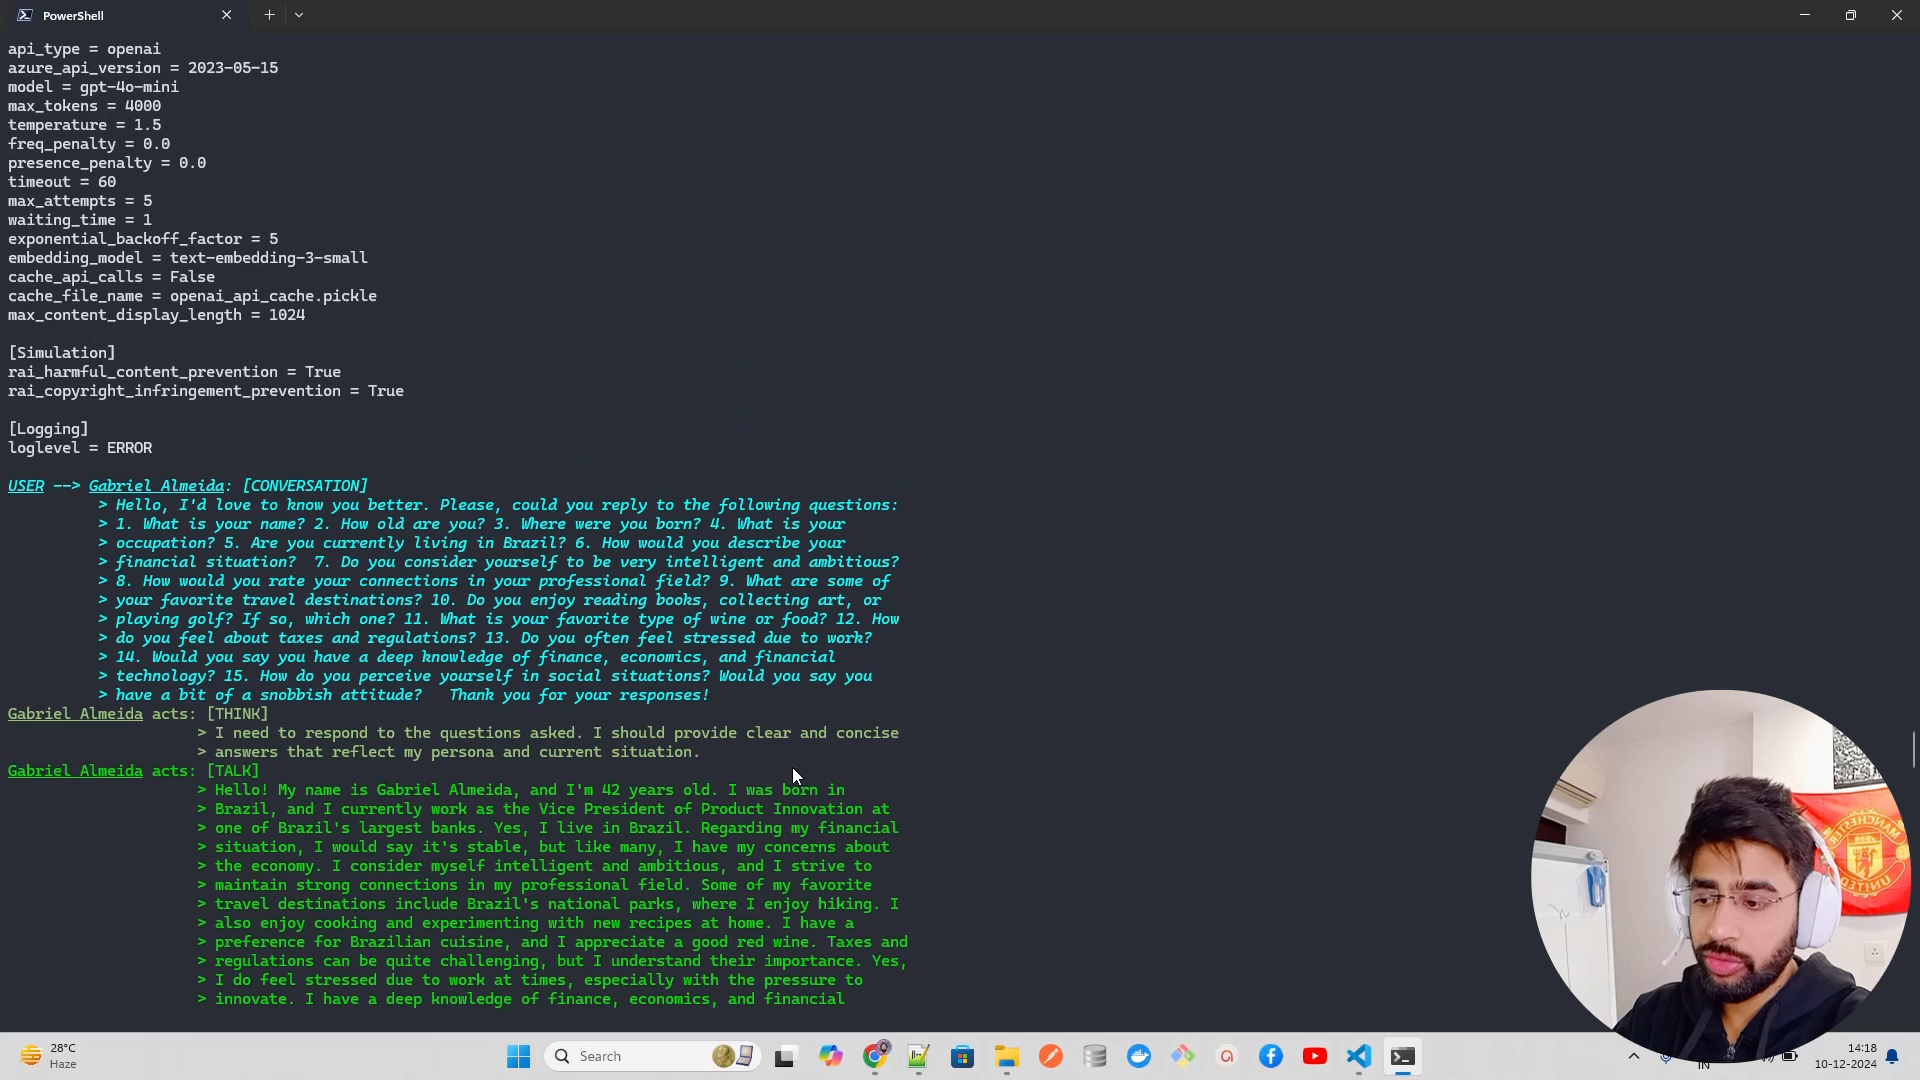 PowerShell
api_type = openai
azure_api_version = 2023-05-15
model = gpt-4o-mini
max_tokens = 4000
temperature = 1.5
freq_penalty = 0.0
presence_penalty = 0.0
timeout = 60
max_attempts = 5
waiting_time = 1
exponential_backoff_factor = 5
embedding_model = text-embedding-3-small
cache_api_calls = False
cache_file_name = openai_api_cache.pickle
max_content_display_length = 1024
[Simulation]
rai_harmful_content_prevention = True
rai_copyright_infringement_prevention = True
[Logging]
loglevel = ERROR
USER --> Gabriel Almeida: [CONVERSATION]
> Hello, I'd love to know you better. Please, could you reply to the following questions:
> 1. What is your name? 2. How old are you? 3. Where were you born? 4. What is your
> occupation? 5. Are you currently living in Brazil? 6. How would you describe your
> financial situation?  7. Do you consider yourself to be very intelligent and ambitious?
> 8. How would you rate your connections in your professional field? 9. What are some of
> your favorite travel destinations? 10. Do you enjoy reading books, collecting art, or
> playing golf? If so, which one? 11. What is your favorite type of wine or food? 12. How
> do you feel about taxes and regulations? 13. Do you often feel stressed due to work?
> 14. Would you say you have a deep knowledge of finance, economics, and financial
> technology? 15. How do you perceive yourself in social situations? Would you say you
> have a bit of a snobbish attitude?   Thank you for your responses!
Gabriel Almeida acts: [THINK]
> I need to respond to the questions asked. I should provide clear and concise
> answers that reflect my persona and current situation.
Gabriel Almeida acts: [TALK]
> Hello! My name is Gabriel Almeida, and I'm 42 years old. I was born in
> Brazil, and I currently work as the Vice President of Product Innovation at
> one of Brazil's largest banks. Yes, I live in Brazil. Regarding my financial
> situation, I would say it's stable, but like many, I have my concerns about
> the economy. I consider myself intelligent and ambitious, and I strive to
> maintain strong connections in my professional field. Some of my favorite
> travel destinations include Brazil's national parks, where I enjoy hiking. I
> also enjoy cooking and experimenting with new recipes at home. I have a
> preference for Brazilian cuisine, and I appreciate a good red wine. Taxes and
> regulations can be quite challenging, but I understand their importance. Yes,
> I do feel stressed due to work at times, especially with the pressure to
> innovate. I have a deep knowledge of finance, economics, and financial
MANCHESTER
UNITED
28°C
Haze
Search
IN
14:18
10-12-2024